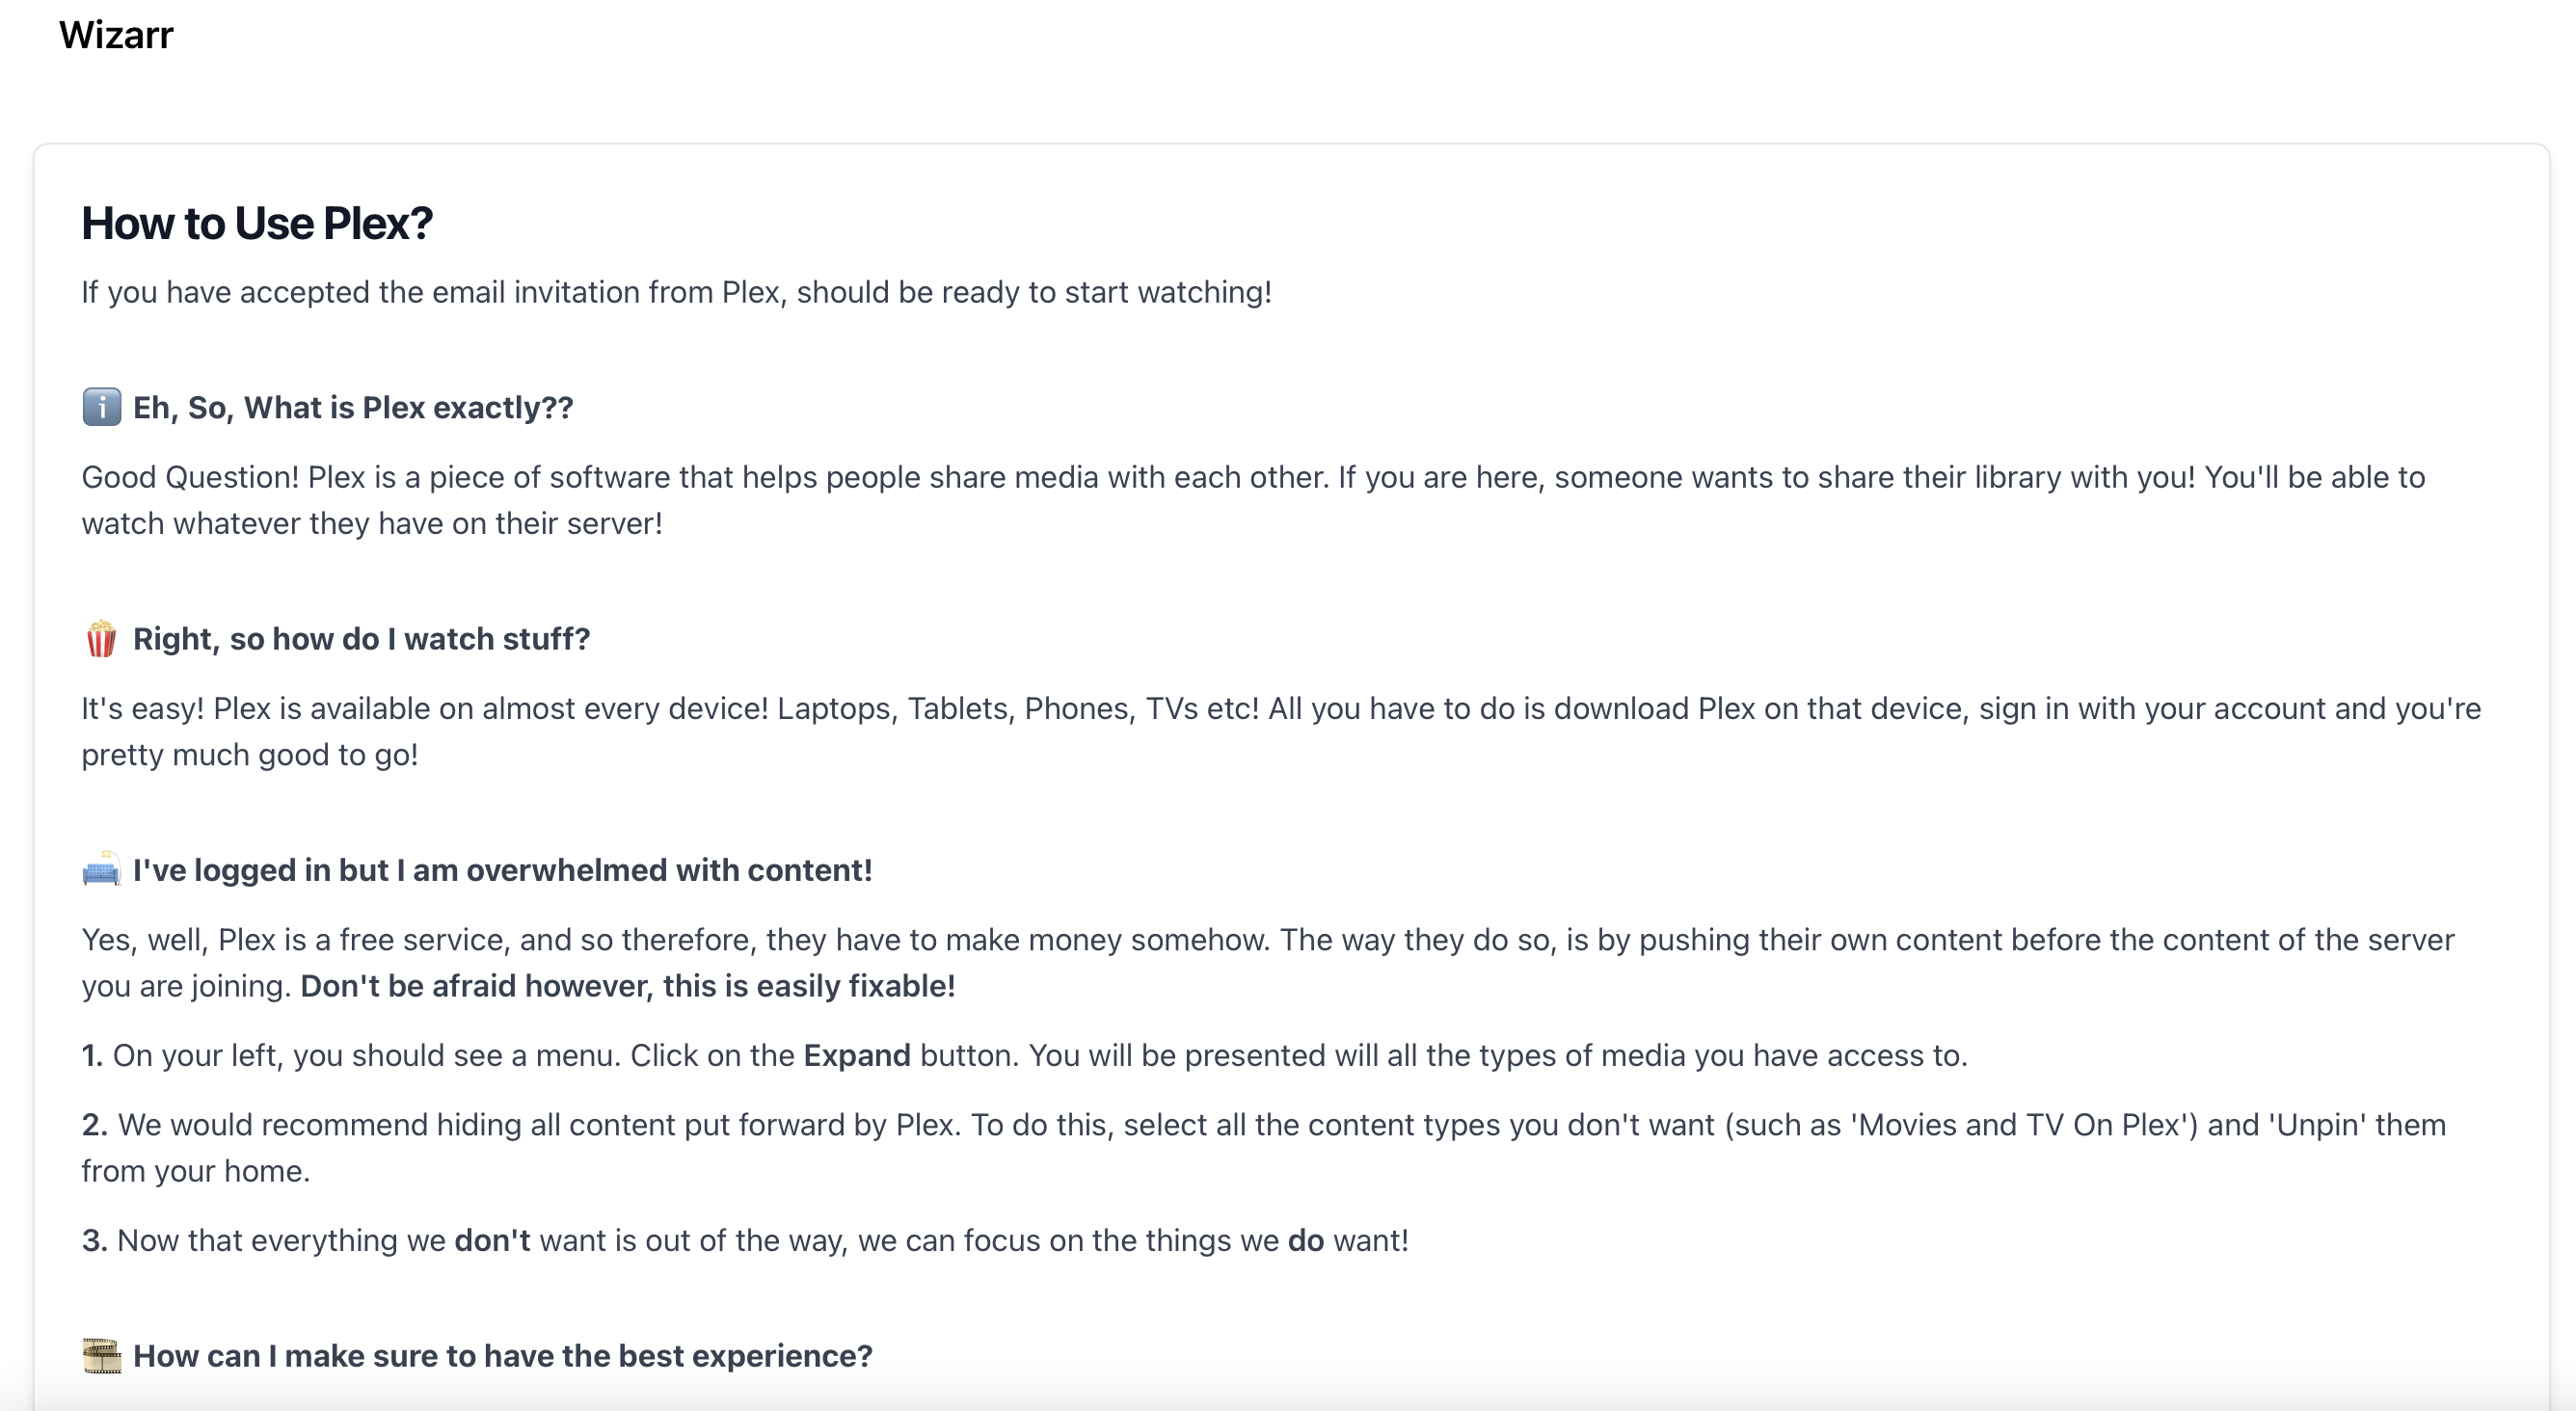 Wizarr
How to Use Plex?
If you have accepted the email invitation from Plex, should be ready to start watching!
ℹ️ Eh, So, What is Plex exactly??
Good Question! Plex is a piece of software that helps people share media with each other. If you are here, someone wants to share their library with you! You'll be able to
watch whatever they have on their server!
🍿 Right, so how do I watch stuff?
It's easy! Plex is available on almost every device! Laptops, Tablets, Phones, TVs etc! All you have to do is download Plex on that device, sign in with your account and you're
pretty much good to go!
🛋️ I've logged in but I am overwhelmed with content!
Yes, well, Plex is a free service, and so therefore, they have to make money somehow. The way they do so, is by pushing their own content before the content of the server
you are joining. Don't be afraid however, this is easily fixable!
1. On your left, you should see a menu. Click on the Expand button. You will be presented will all the types of media you have access to.
2. We would recommend hiding all content put forward by Plex. To do this, select all the content types you don't want (such as 'Movies and TV On Plex') and 'Unpin' them
from your home.
3. Now that everything we don't want is out of the way, we can focus on the things we do want!
🎞️ How can I make sure to have the best experience?